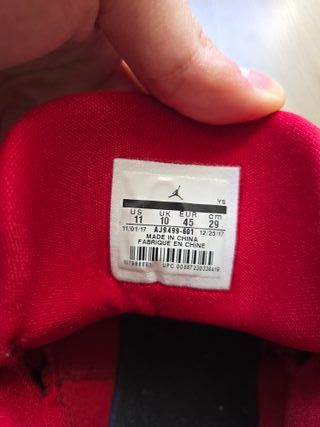 YS
US UK EUR cm
11 10 45 29
11/01/17 AJ9499-601 12/25/17
MADE IN CHINA
FABRIQUE EN CHINE
UPC